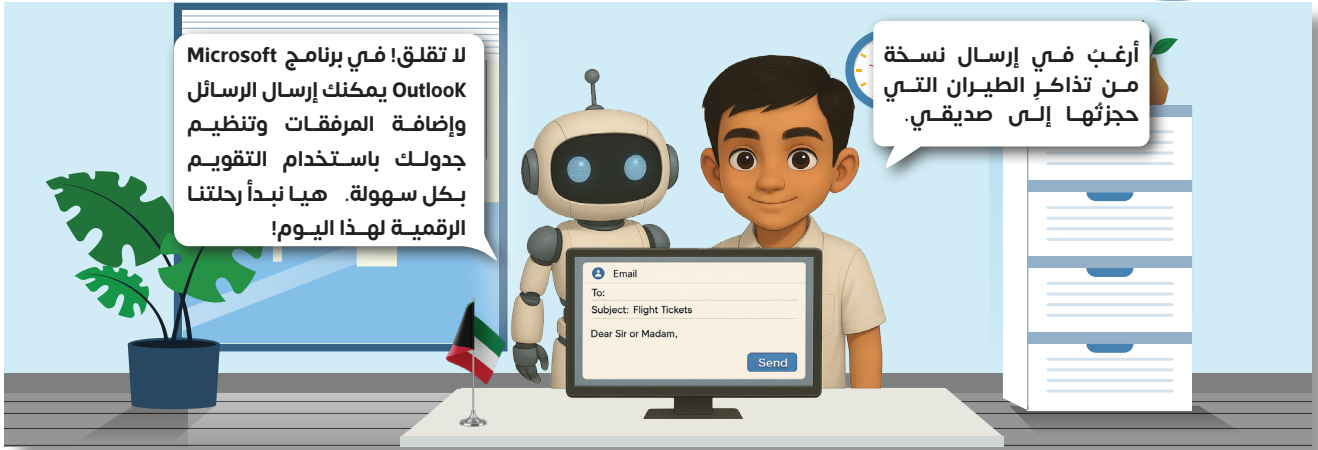 أرغبُ في إرسال نسخة
من تذاكرِ الطيران التي
حجزتُها إلى صديقي.
لا تقلق! في برنامج Microsoft
OutlooK يمكنك إرسال الرسائل
وإضافة المرفقات وتنظيم
جدولك باستخدام التقويم
بكل سهولة. هيا نبدأ رحلتنا
الرقمية لهذا اليوم!
Email
To:
Subject: Flight Tickets
Dear Sir or Madam,
Send